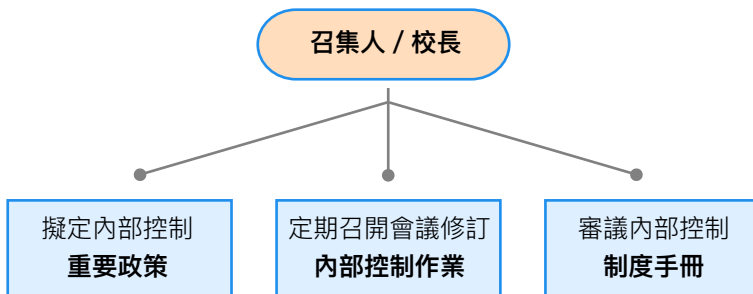 召集人 / 校長
擬定內部控制
重要政策
定期召開會議修訂
內部控制作業
審議內部控制
制度手冊